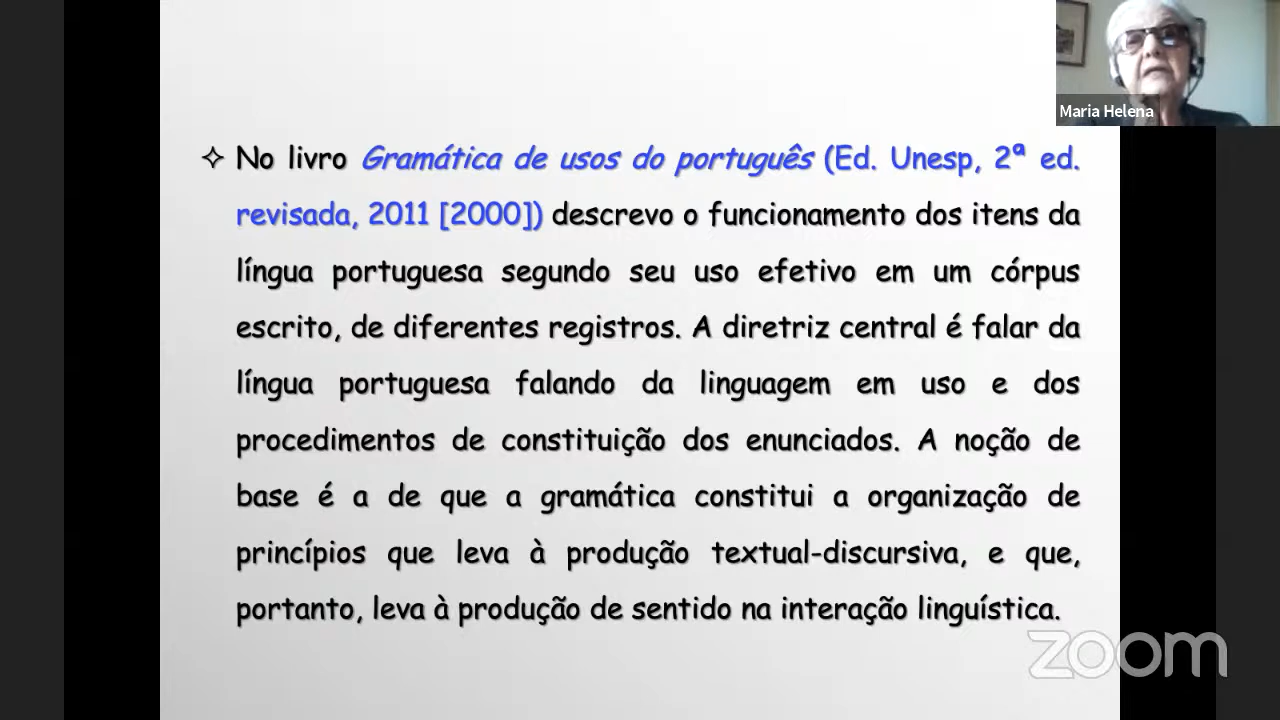 Maria Helena
✧ No livro Gramática de usos do português (Ed. Unesp, 2ª ed.
revisada, 2011 [2000]) descrevo o funcionamento dos itens da
língua portuguesa segundo seu uso efetivo em um córpus
escrito, de diferentes registros. A diretriz central é falar da
língua portuguesa falando da linguagem em uso e dos
procedimentos de constituição dos enunciados. A noção de
base é a de que a gramática constitui a organização de
princípios que leva à produção textual-discursiva, e que,
portanto, leva à produção de sentido na interação linguística.
zoom